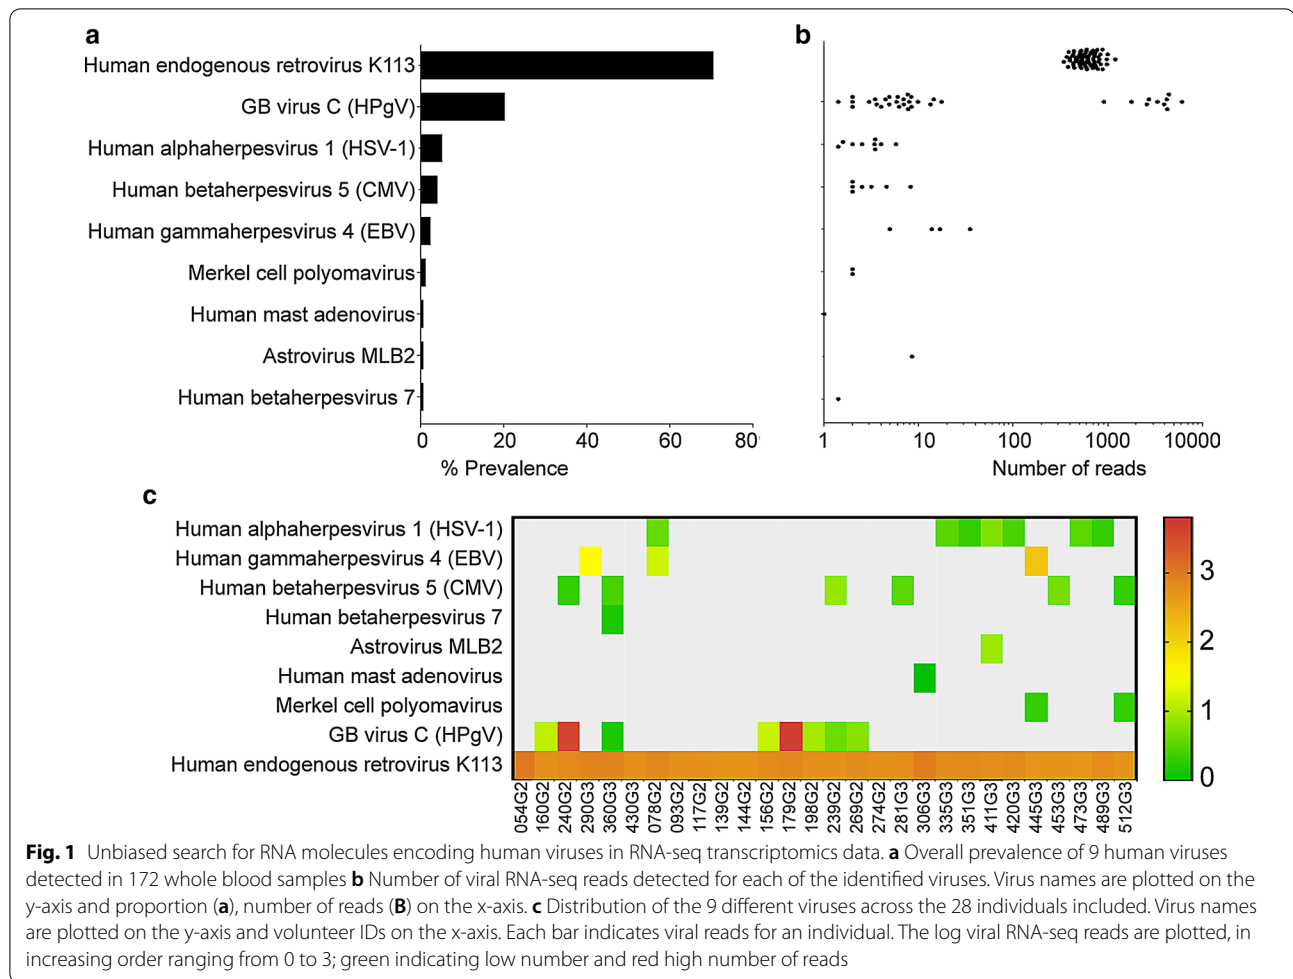 a
Human endogenous retrovirus K113
GB virus C (HPgV)
Human alphaherpesvirus 1 (HSV-1)
Human betaherpesvirus 5 (CMV)
Human gammaherpesvirus 4 (EBV)
Merkel cell polyomavirus
Human mast adenovirus
Astrovirus MLB2
Human betaherpesvirus 7
0 20 40 60 80
% Prevalence
b
1 10 100 1000 10000
Number of reads
c
Human alphaherpesvirus 1 (HSV-1)
Human gammaherpesvirus 4 (EBV)
Human betaherpesvirus 5 (CMV)
Human betaherpesvirus 7
Astrovirus MLB2
Human mast adenovirus
Merkel cell polyomavirus
GB virus C (HPgV)
Human endogenous retrovirus K113
054G2 160G2 240G2 290G3 360G3 430G3 078G2 093G2 117G2 139G2 144G2 156G2 179G2 198G2 239G2 269G2 274G2 281G3 306G3 335G3 351G3 411G3 420G3 445G3 453G3 473G3 489G3 512G3
3
2
1
0
Fig. 1 Unbiased search for RNA molecules encoding human viruses in RNA-seq transcriptomics data. a Overall prevalence of 9 human viruses
detected in 172 whole blood samples b Number of viral RNA-seq reads detected for each of the identified viruses. Virus names are plotted on the
y-axis and proportion (a), number of reads (B) on the x-axis. c Distribution of the 9 different viruses across the 28 individuals included. Virus names
are plotted on the y-axis and volunteer IDs on the x-axis. Each bar indicates viral reads for an individual. The log viral RNA-seq reads are plotted, in
increasing order ranging from 0 to 3; green indicating low number and red high number of reads